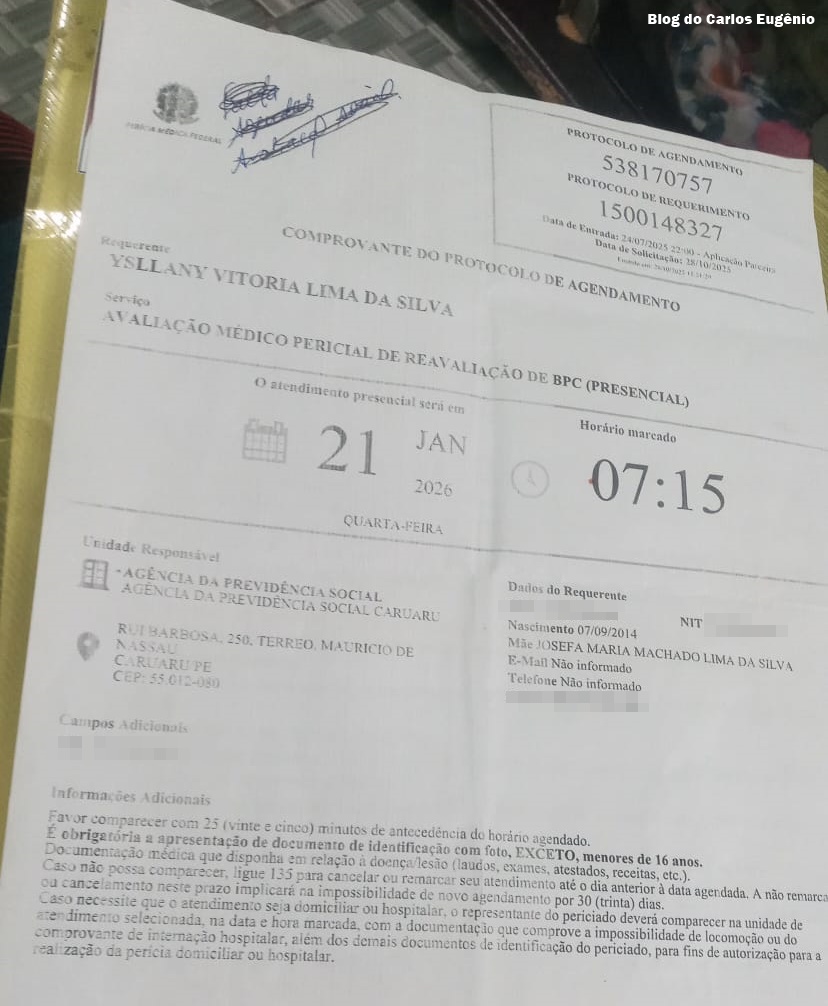 Blog do Carlos Eugênio
PERÍCIA MÉDICA FEDERAL
PROTOCOLO DE AGENDAMENTO
538170757
PROTOCOLO DE REQUERIMENTO
1500148327
Data de Entrada: 24/07/2025 22:00 - Aplicação Parceira
Data de Solicitação: 28/10/2025
COMPROVANTE DO PROTOCOLO DE AGENDAMENTO
Requerente
YSLLANY VITORIA LIMA DA SILVA
Serviço
AVALIAÇÃO MÉDICO PERICIAL DE REAVALIAÇÃO DE BPC (PRESENCIAL)
O atendimento presencial será em
21 JAN
2026
QUARTA-FEIRA
Horário marcado
07:15
Unidade Responsável
- AGÊNCIA DA PREVIDÊNCIA SOCIAL
AGÊNCIA DA PREVIDÊNCIA SOCIAL CARUARU
RUI BARBOSA, 250, TERREO, MAURICIO DE
NASSAU
CARUARU/PE
CEP: 55.012-080
Dados do Requerente
NIT
Nascimento 07/09/2014
Mãe JOSEFA MARIA MACHADO LIMA DA SILVA
E-Mail Não informado
Telefone Não informado
Campos Adicionais
Informações Adicionais
Favor comparecer com 25 (vinte e cinco) minutos de antecedência do horário agendado.
É obrigatória a apresentação de documento de identificação com foto, EXCETO, menores de 16 anos.
Documentação médica que disponha em relação à doença/lesão (laudos, exames, atestados, receitas, etc.).
Caso não possa comparecer, ligue 135 para cancelar ou remarcar seu atendimento até o dia anterior à data agendada. A não remarca
ou cancelamento neste prazo implicará na impossibilidade de novo agendamento por 30 (trinta) dias.
Caso necessite que o atendimento seja domiciliar ou hospitalar, o representante do periciado deverá comparecer na unidade de
atendimento selecionada, na data e hora marcada, com a documentação que comprove a impossibilidade de locomoção ou do
comprovante de internação hospitalar, além dos demais documentos de identificação do periciado, para fins de autorização para a
realização da perícia domiciliar ou hospitalar.